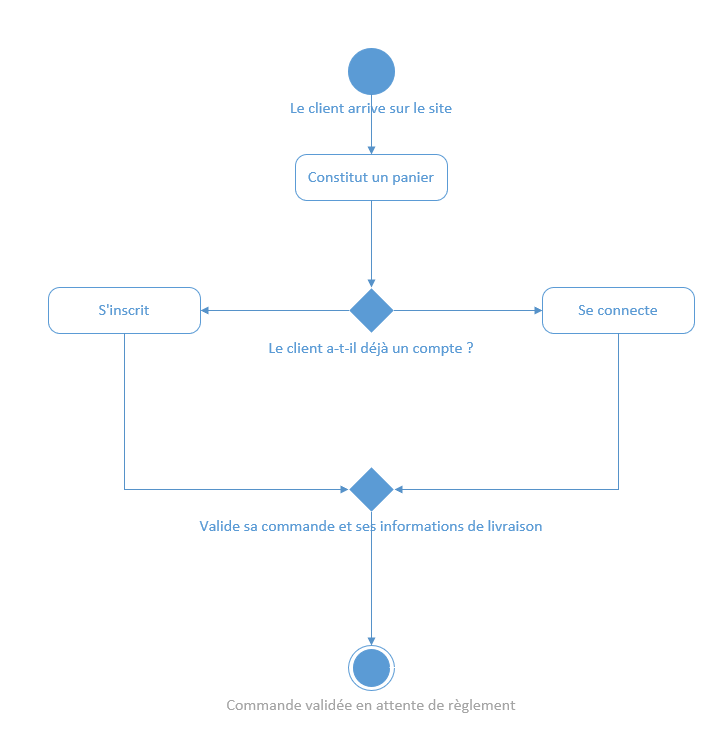 Le client arrive sur le site
Constitut un panier
S'inscrit
Se connecte
Le client a-t-il déjà un compte ?
Valide sa commande et ses informations de livraison
Commande validée en attente de règlement